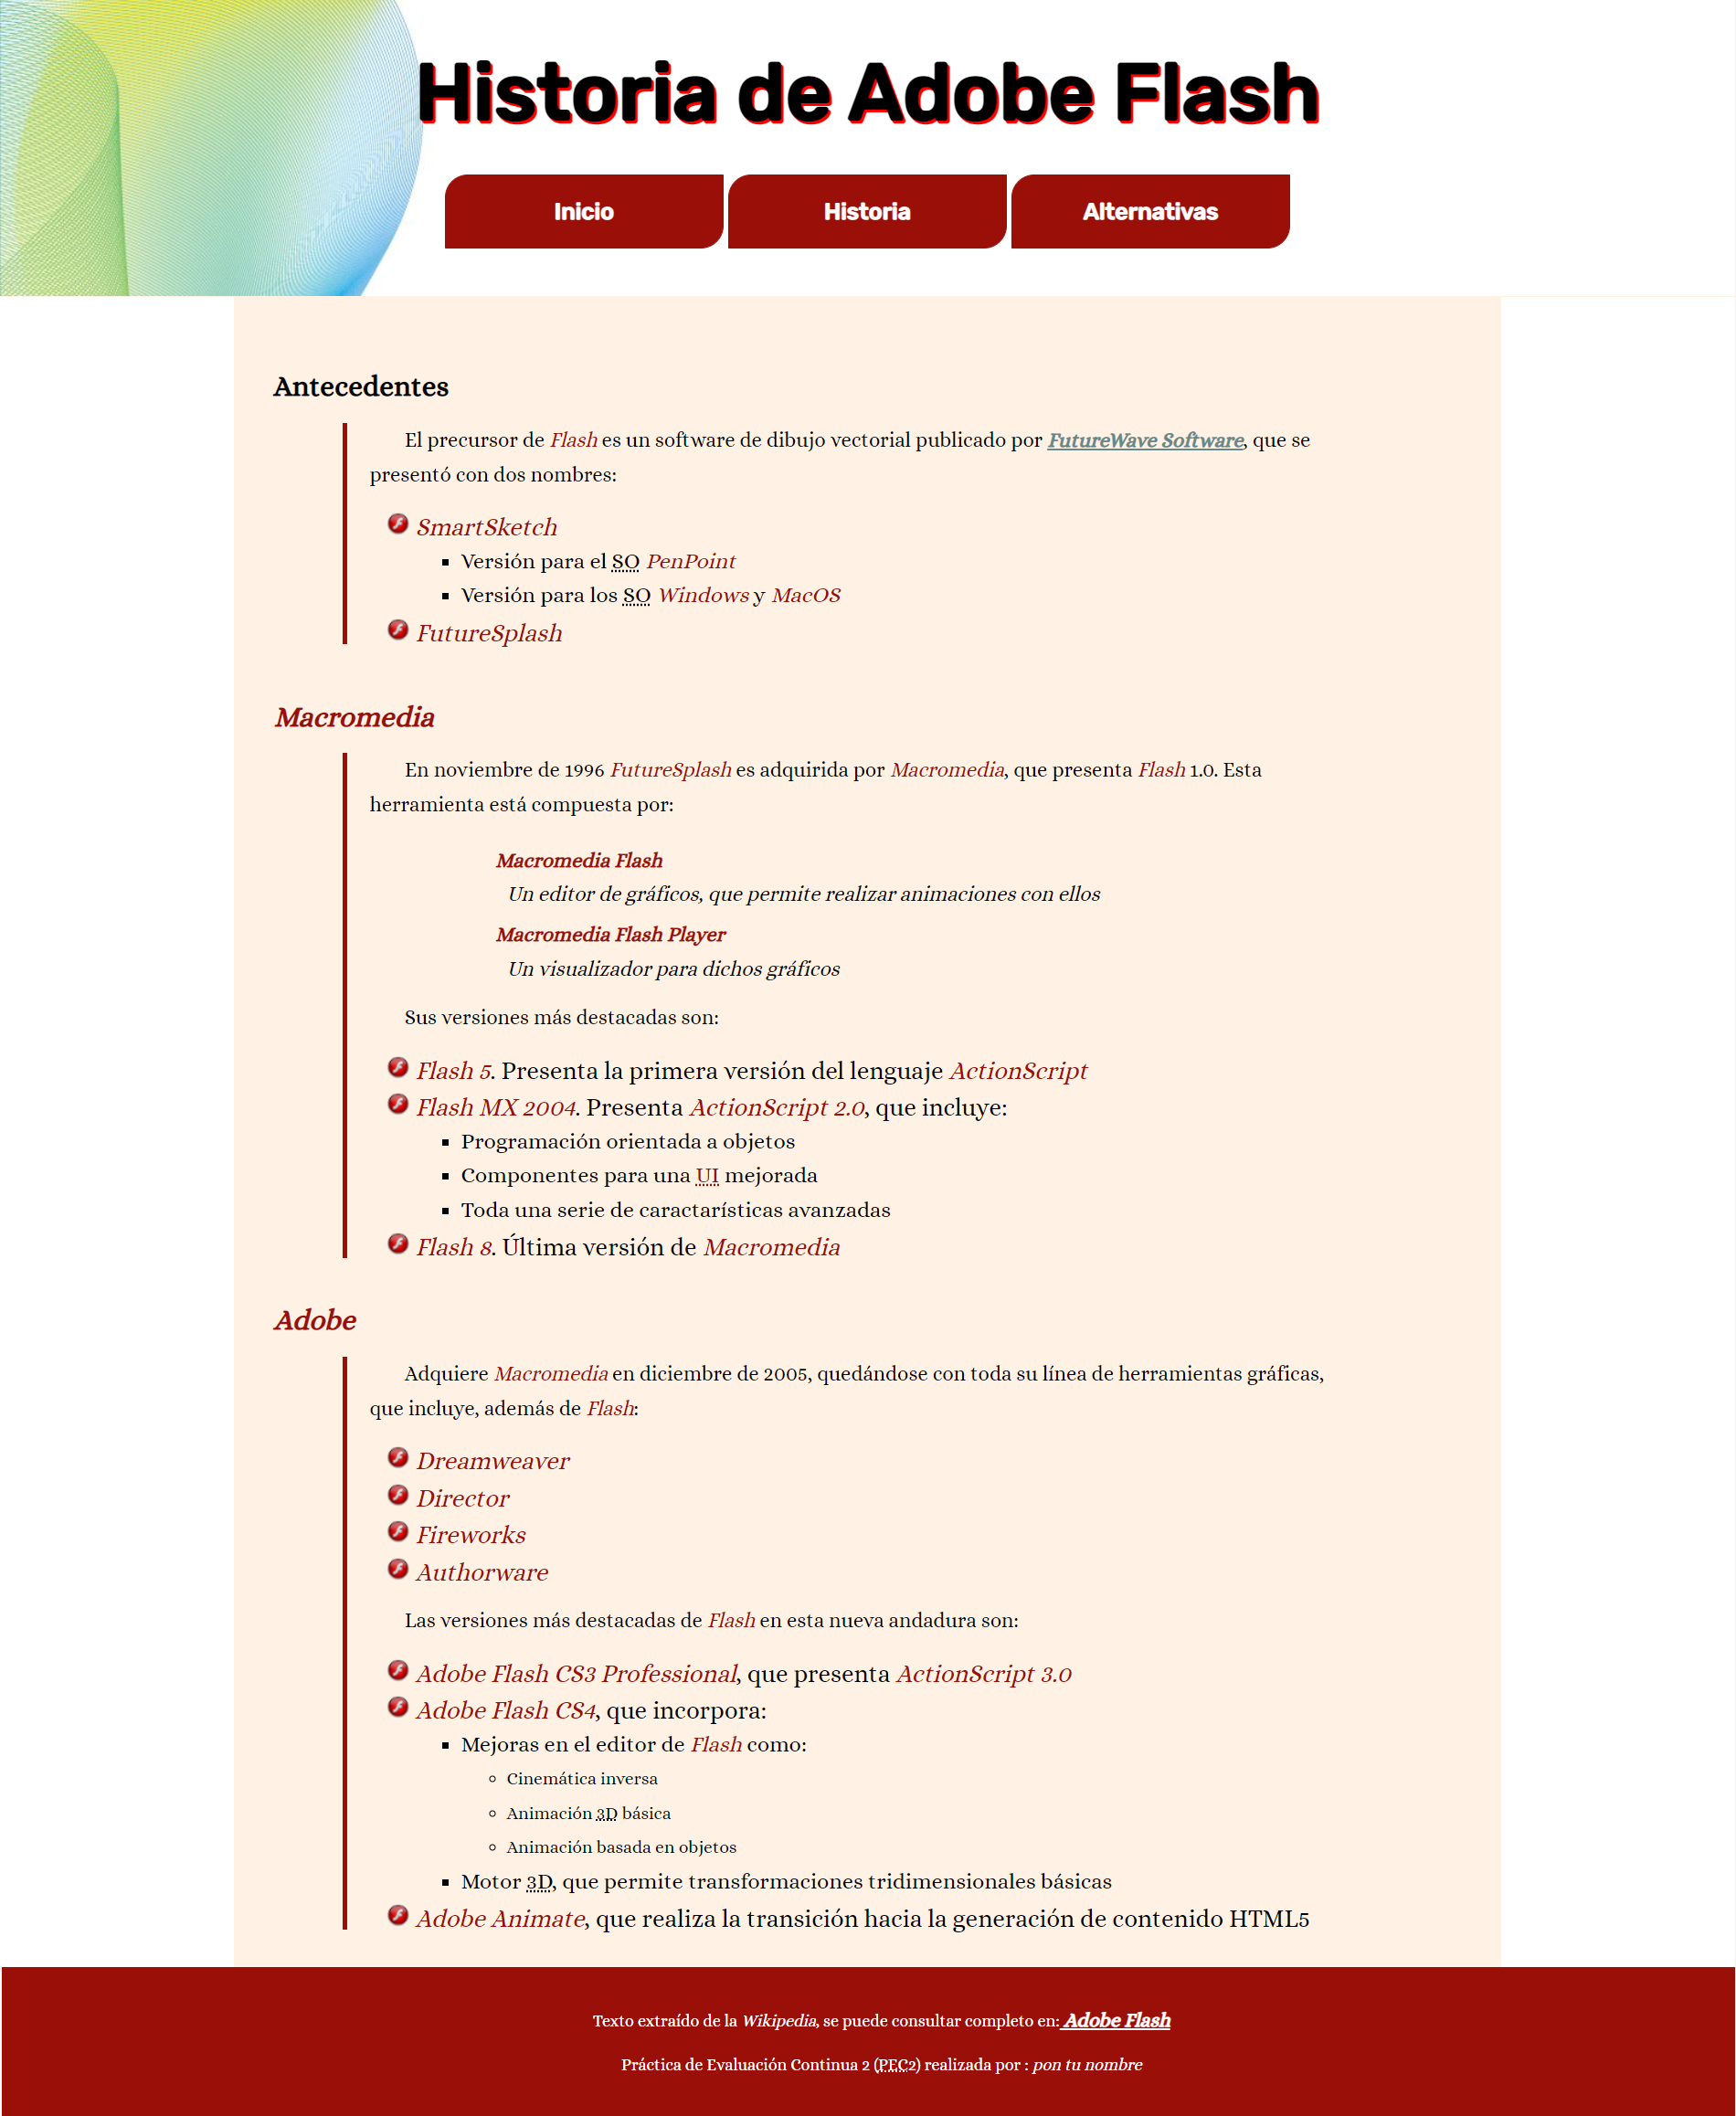 Historia de Adobe Flash
Inicio
Historia
Alternativas
Antecedentes
El precursor de Flash es un software de dibujo vectorial publicado por FutureWave Software, que se
presentó con dos nombres:
SmartSketch
Versión para el SO PenPoint
Versión para los SO Windows y MacOS
FutureSplash
Macromedia
En noviembre de 1996 FutureSplash es adquirida por Macromedia, que presenta Flash 1.0. Esta
herramienta está compuesta por:
Macromedia Flash
Un editor de gráficos, que permite realizar animaciones con ellos
Macromedia Flash Player
Un visualizador para dichos gráficos
Sus versiones más destacadas son:
Flash 5. Presenta la primera versión del lenguaje ActionScript
Flash MX 2004. Presenta ActionScript 2.0, que incluye:
Programación orientada a objetos
Componentes para una UI mejorada
Toda una serie de caractarísticas avanzadas
Flash 8. Última versión de Macromedia
Adobe
Adquiere Macromedia en diciembre de 2005, quedándose con toda su línea de herramientas gráficas,
que incluye, además de Flash:
Dreamweaver
Director
Fireworks
Authorware
Las versiones más destacadas de Flash en esta nueva andadura son:
Adobe Flash CS3 Professional, que presenta ActionScript 3.0
Adobe Flash CS4, que incorpora:
Mejoras en el editor de Flash como:
Cinemática inversa
Animación 3D básica
Animación basada en objetos
Motor 3D, que permite transformaciones tridimensionales básicas
Adobe Animate, que realiza la transición hacia la generación de contenido HTML5
Texto extraído de la Wikipedia, se puede consultar completo en: Adobe Flash
Práctica de Evaluación Continua 2 (PEC2) realizada por : pon tu nombre